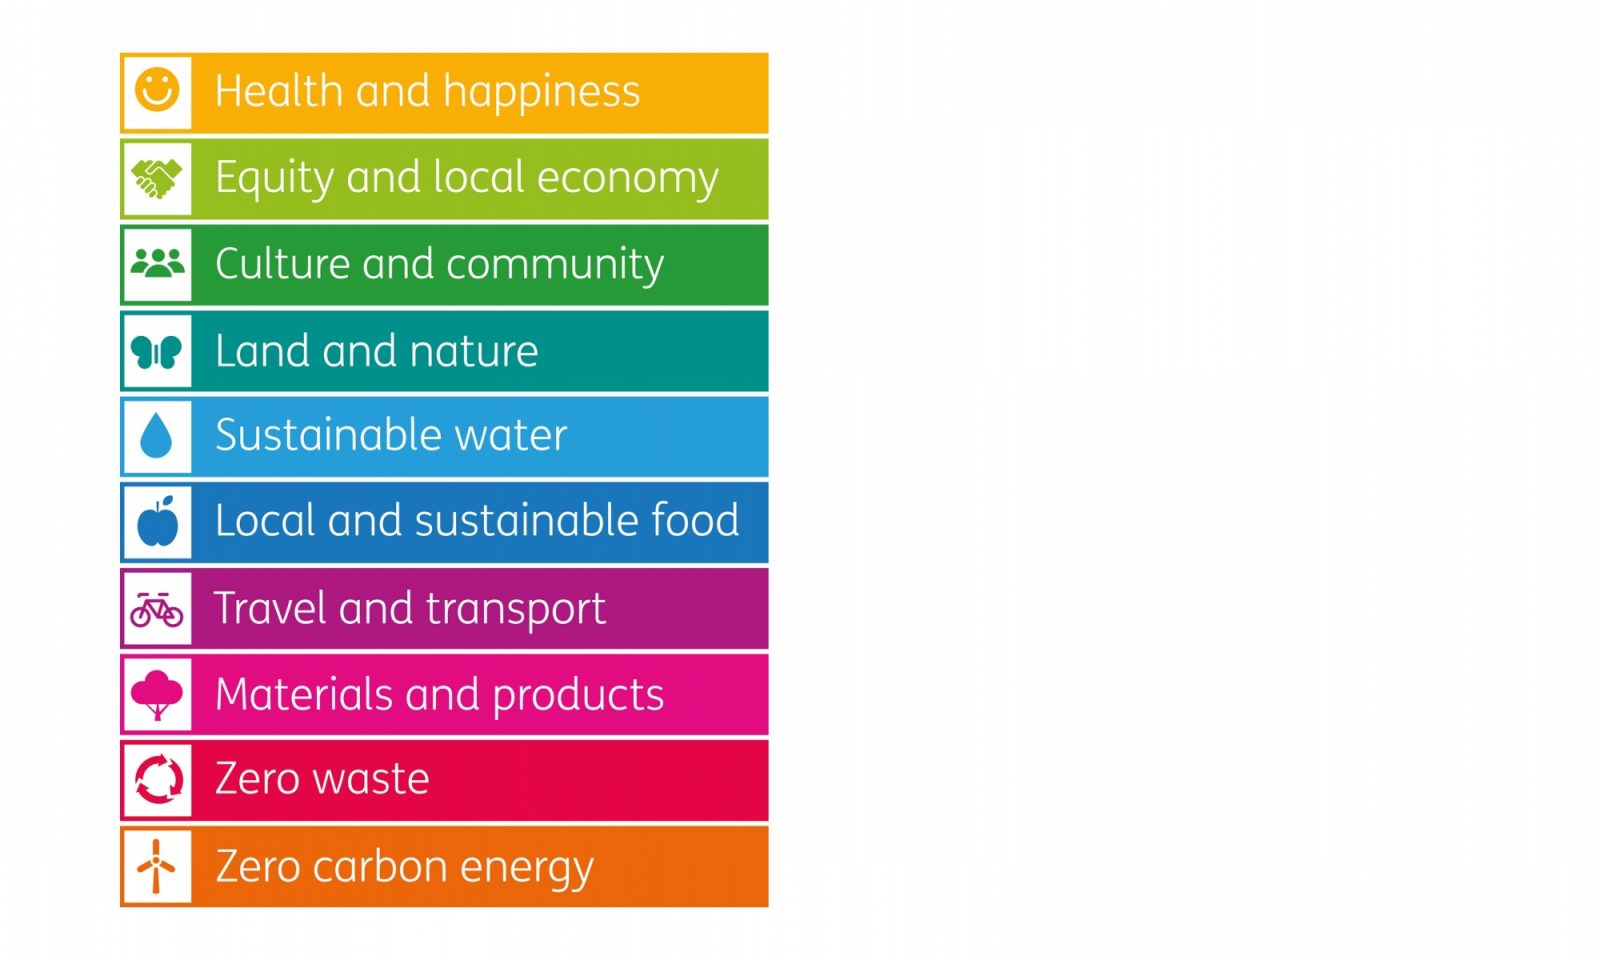 Health and happiness
Equity and local economy
Culture and community
Land and nature
Sustainable water
Local and sustainable food
Travel and transport
Materials and products
Zero waste
Zero carbon energy